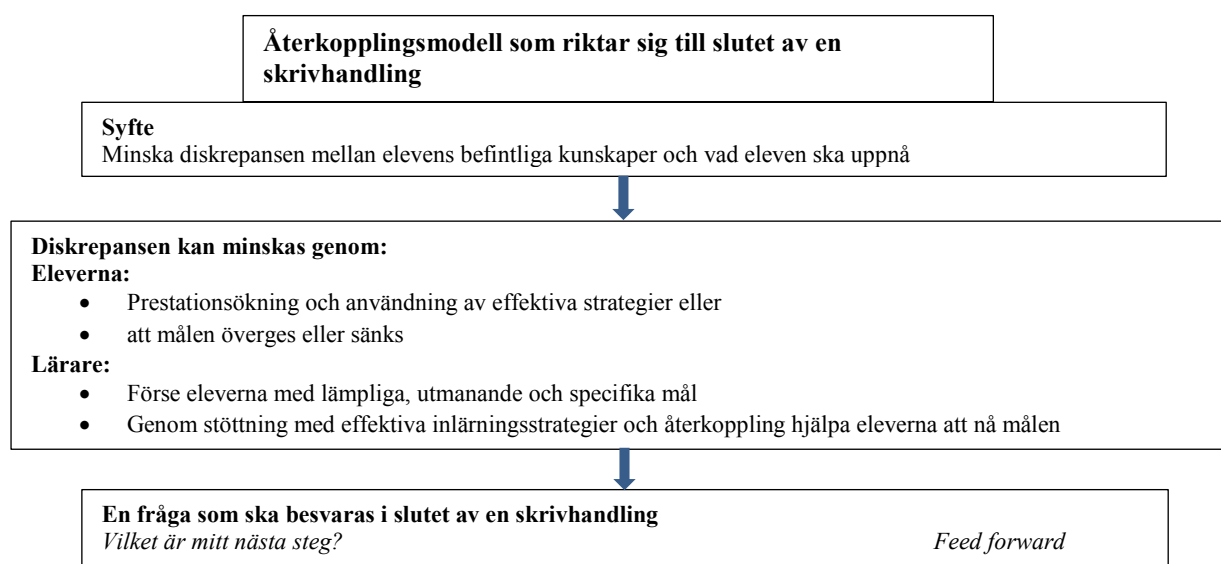 Återkopplingsmodell som riktar sig till slutet av en
skrivhandling
Syfte
Minska diskrepansen mellan elevens befintliga kunskaper och vad eleven ska uppnå
Diskrepansen kan minskas genom:
Eleverna:
• Prestationsökning och användning av effektiva strategier eller
• att målen överges eller sänks
Lärare:
• Förse eleverna med lämpliga, utmanande och specifika mål
• Genom stöttning med effektiva inlärningsstrategier och återkoppling hjälpa eleverna att nå målen
En fråga som ska besvaras i slutet av en skrivhandling
Vilket är mitt nästa steg? Feed forward